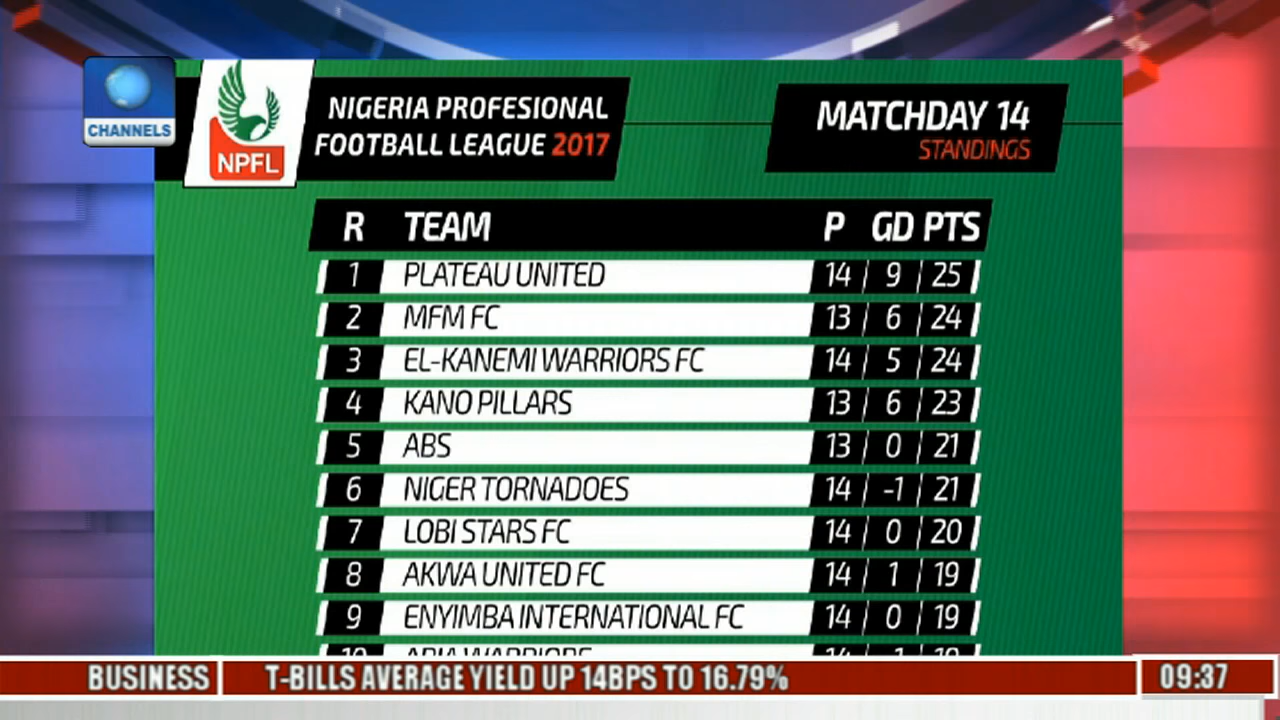 CHANNELS
NPFL
NIGERIA PROFESIONAL
FOOTBALL LEAGUE 2017
MATCHDAY 14
STANDINGS
R TEAM P GD PTS
1 PLATEAU UNITED 14 9 25
2 MFM FC 13 6 24
3 EL-KANEMI WARRIORS FC 14 5 24
4 KANO PILLARS 13 6 23
5 ABS 13 0 21
6 NIGER TORNADOES 14 -1 21
7 LOBI STARS FC 14 0 20
8 AKWA UNITED FC 14 1 19
9 ENYIMBA INTERNATIONAL FC 14 0 19
BUSINESS T-BILLS AVERAGE YIELD UP 14BPS TO 16.79% 09:37